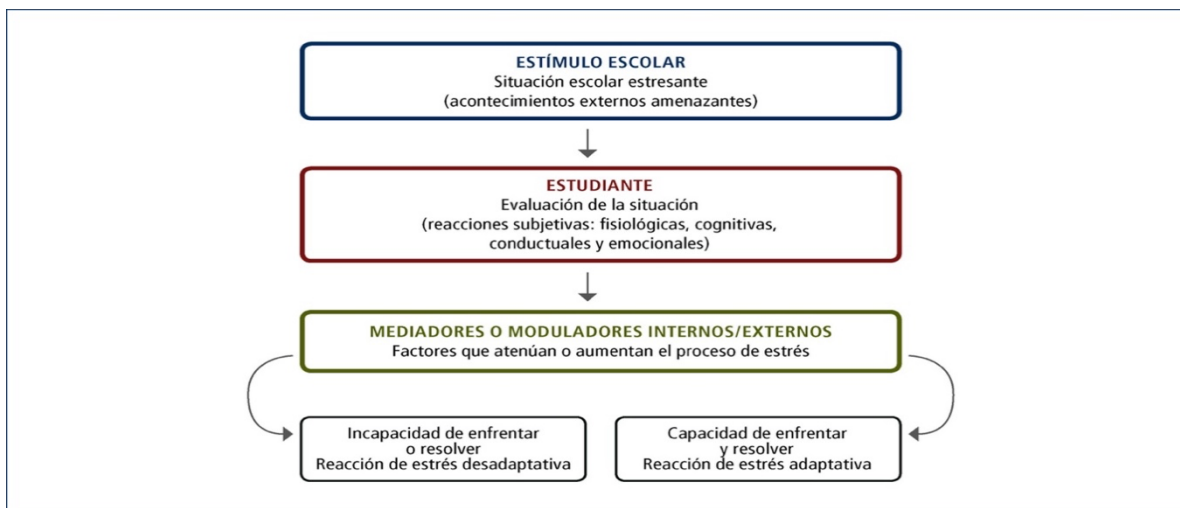 ESTÍMULO ESCOLAR
Situación escolar estresante
(acontecimientos externos amenazantes)
ESTUDIANTE
Evaluación de la situación
(reacciones subjetivas: fisiológicas, cognitivas,
conductuales y emocionales)
MEDIADORES O MODULADORES INTERNOS/EXTERNOS
Factores que atenúan o aumentan el proceso de estrés
Incapacidad de enfrentar
o resolver
Reacción de estrés desadaptativa
Capacidad de enfrentar
y resolver
Reacción de estrés adaptativa